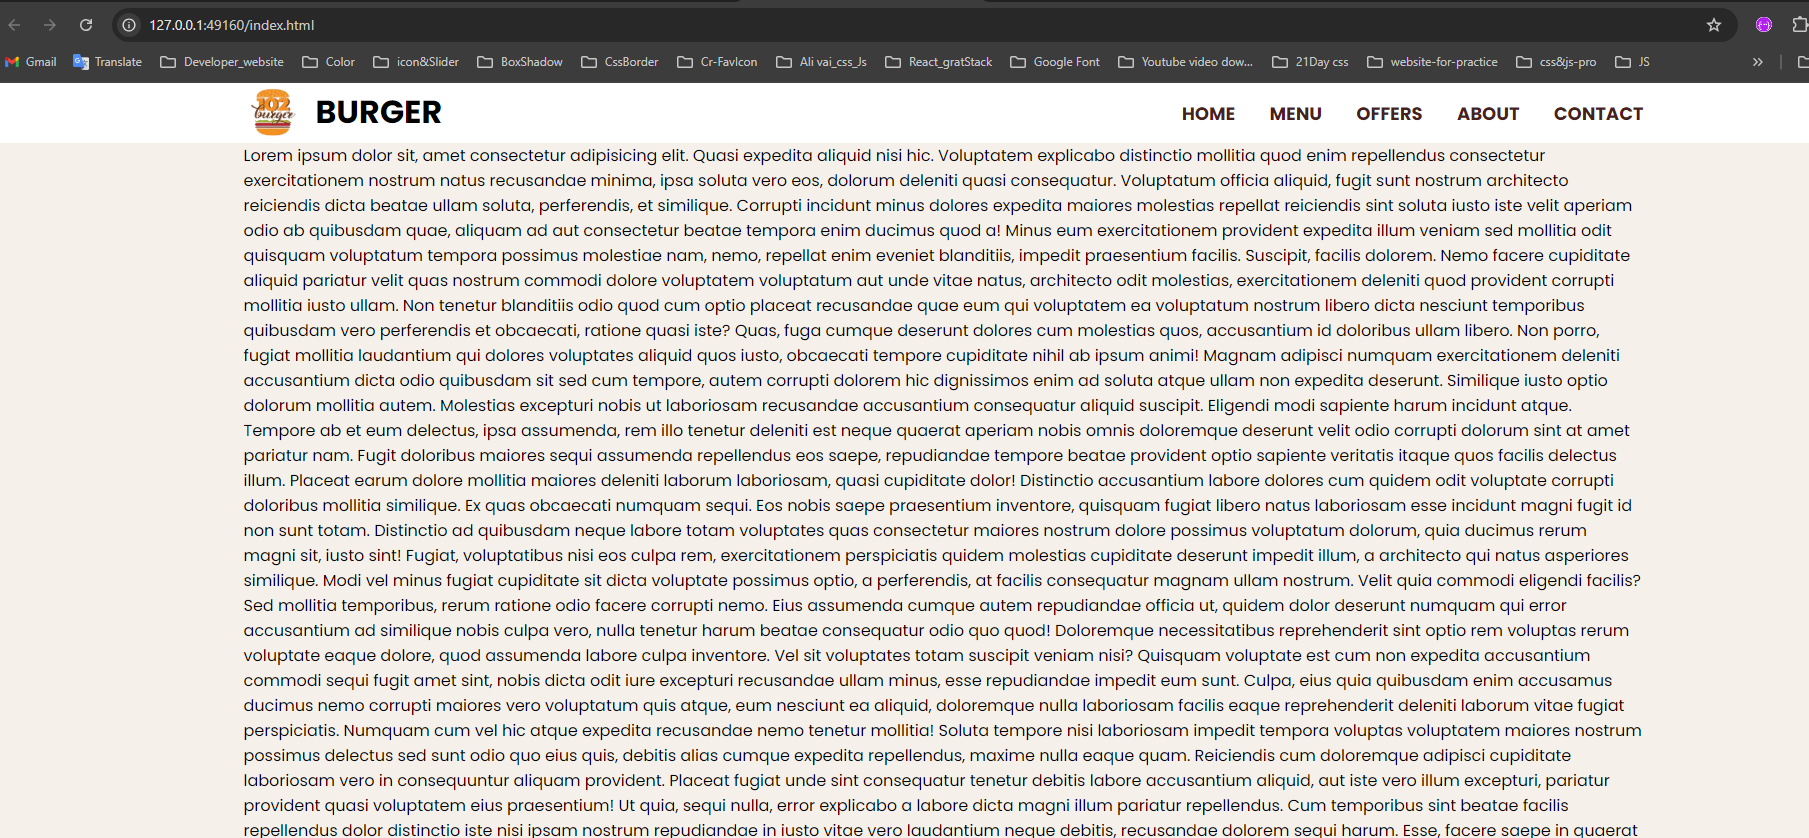 127.0.0.1:49160/index.html
Gmail Translate Developer_website Color icon&Slider BoxShadow CssBorder Cr-FavIcon Ali vai_css_Js React_gratStack Google Font Youtube video dow... 21Day css website-for-practice css&js-pro JS »
102 burger BURGER HOME MENU OFFERS ABOUT CONTACT
Lorem ipsum dolor sit, amet consectetur adipisicing elit. Quasi expedita aliquid nisi hic. Voluptatem explicabo distinctio mollitia quod enim repellendus consectetur
exercitationem nostrum natus recusandae minima, ipsa soluta vero eos, dolorum deleniti quasi consequatur. Voluptatum officia aliquid, fugit sunt nostrum architecto
reiciendis dicta beatae ullam soluta, perferendis, et similique. Corrupti incidunt minus dolores expedita maiores molestias repellat reiciendis sint soluta iusto iste velit aperiam
odio ab quibusdam quae, aliquam ad aut consectetur beatae tempora enim ducimus quod a! Minus eum exercitationem provident expedita illum veniam sed mollitia odit
quisquam voluptatum tempora possimus molestiae nam, nemo, repellat enim eveniet blanditiis, impedit praesentium facilis. Suscipit, facilis dolorem. Nemo facere cupiditate
aliquid pariatur velit quas nostrum commodi dolore voluptatem voluptatum aut unde vitae natus, architecto odit molestias, exercitationem deleniti quod provident corrupti
mollitia iusto ullam. Non tenetur blanditiis odio quod cum optio placeat recusandae quae eum qui voluptatem ea voluptatum nostrum libero dicta nesciunt temporibus
quibusdam vero perferendis et obcaecati, ratione quasi iste? Quas, fuga cumque deserunt dolores cum molestias quos, accusantium id doloribus ullam libero. Non porro,
fugiat mollitia laudantium qui dolores voluptates aliquid quos iusto, obcaecati tempore cupiditate nihil ab ipsum animi! Magnam adipisci numquam exercitationem deleniti
accusantium dicta odio quibusdam sit sed cum tempore, autem corrupti dolorem hic dignissimos enim ad soluta atque ullam non expedita deserunt. Similique iusto optio
dolorum mollitia autem. Molestias excepturi nobis ut laboriosam recusandae accusantium consequatur aliquid suscipit. Eligendi modi sapiente harum incidunt atque.
Tempore ab et eum delectus, ipsa assumenda, rem illo tenetur deleniti est neque quaerat aperiam nobis omnis doloremque deserunt velit odio corrupti dolorum sint at amet
pariatur nam. Fugit doloribus maiores sequi assumenda repellendus eos saepe, repudiandae tempore beatae provident optio sapiente veritatis itaque quos facilis delectus
illum. Placeat earum dolore mollitia maiores deleniti laborum laboriosam, quasi cupiditate dolor! Distinctio accusantium labore dolores cum quidem odit voluptate corrupti
doloribus mollitia similique. Ex quas obcaecati numquam sequi. Eos nobis saepe praesentium inventore, quisquam fugiat libero natus laboriosam esse incidunt magni fugit id
non sunt totam. Distinctio ad quibusdam neque labore totam voluptates quas consectetur maiores nostrum dolore possimus voluptatum dolorum, quia ducimus rerum
magni sit, iusto sint! Fugiat, voluptatibus nisi eos culpa rem, exercitationem perspiciatis quidem molestias cupiditate deserunt impedit illum, a architecto qui natus asperiores
similique. Modi vel minus fugiat cupiditate sit dicta voluptate possimus optio, a perferendis, at facilis consequatur magnam ullam nostrum. Velit quia commodi eligendi facilis?
Sed mollitia temporibus, rerum ratione odio facere corrupti nemo. Eius assumenda cumque autem repudiandae officia ut, quidem dolor deserunt numquam qui error
accusantium ad similique nobis culpa vero, nulla tenetur harum beatae consequatur odio quo quod! Doloremque necessitatibus reprehenderit sint optio rem voluptas rerum
voluptate eaque dolore, quod assumenda labore culpa inventore. Vel sit voluptates totam suscipit veniam nisi? Quisquam voluptate est cum non expedita accusantium
commodi sequi fugit amet sint, nobis dicta odit iure excepturi recusandae ullam minus, esse repudiandae impedit eum sunt. Culpa, eius quia quibusdam enim accusamus
ducimus nemo corrupti maiores vero voluptatum quis atque, eum nesciunt ea aliquid, doloremque nulla laboriosam facilis eaque reprehenderit deleniti laborum vitae fugiat
perspiciatis. Numquam cum vel hic atque expedita recusandae nemo tenetur mollitia! Soluta tempore nisi laboriosam impedit tempora voluptas voluptatem maiores nostrum
possimus delectus sed sunt odio quo eius quis, debitis alias cumque expedita repellendus, maxime nulla eaque quam. Reiciendis cum doloremque adipisci cupiditate
laboriosam vero in consequuntur aliquam provident. Placeat fugiat unde sint consequatur tenetur debitis labore accusantium aliquid, aut iste vero illum excepturi, pariatur
provident quasi voluptatem eius praesentium! Ut quia, sequi nulla, error explicabo a labore dicta magni illum pariatur repellendus. Cum temporibus sint beatae facilis
repellendus dolor distinctio iste nisi ipsam nostrum repudiandae in iusto vitae vero laudantium neque debitis, recusandae dolorem sequi harum. Esse, facere saepe in quaerat